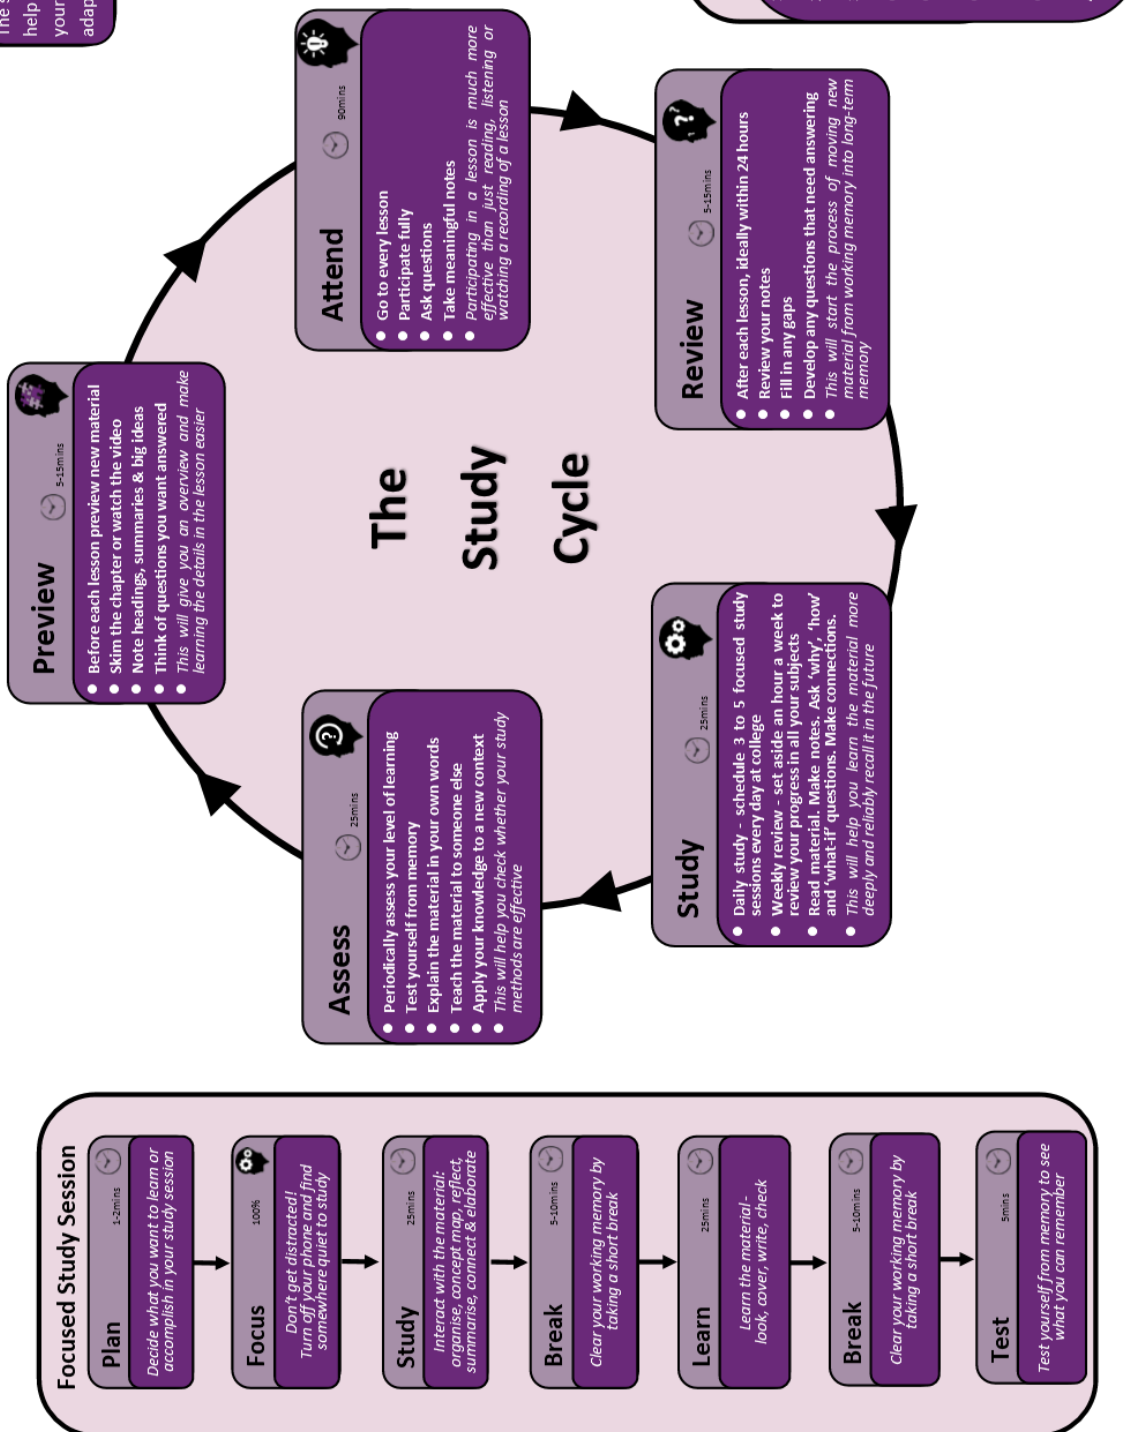 The s
help
your
adap
Preview
5-15mins
Before each lesson preview new material
Skim the chapter or watch the video
Note headings, summaries & big ideas
Think of questions you want answered
This will give you an overview and make
learning the details in the lesson easier
Attend
90mins
Go to every lesson
Participate fully
Ask questions
Take meaningful notes
Participating in a lesson is much more
effective than just reading, listening or
watching a recording of a lesson
Review
5-15mins
After each lesson, ideally within 24 hours
Review your notes
Fill in any gaps
Develop any questions that need answering
This will start the process of moving new
material from working memory into long-term
memory
Study
25mins
Daily study - schedule 3 to 5 focused study
sessions every day at college
Weekly review - set aside an hour a week to
review your progress in all your subjects
Read material. Make notes. Ask ‘why’, ‘how’
and ‘what-if’ questions. Make connections.
This will help you learn the material more
deeply and reliably recall it in the future
Assess
25mins
Periodically assess your level of learning
Test yourself from memory
Explain the material in your own words
Teach the material to someone else
Apply your knowledge to a new context
This will help you check whether your study
methods are effective
The
Study
Cycle
Focused Study Session
Plan
1-2mins
Decide what you want to learn or
accomplish in your study session
Focus
100%
Don’t get distracted!
Turn off your phone and find
somewhere quiet to study
Study
25mins
Interact with the material:
organise, concept map, reflect,
summarise, connect & elaborate
Break
5-10mins
Clear your working memory by
taking a short break
Learn
25mins
Learn the material -
look, cover, write, check
Break
5-10mins
Clear your working memory by
taking a short break
Test
5mins
Test yourself from memory to see
what you can remember